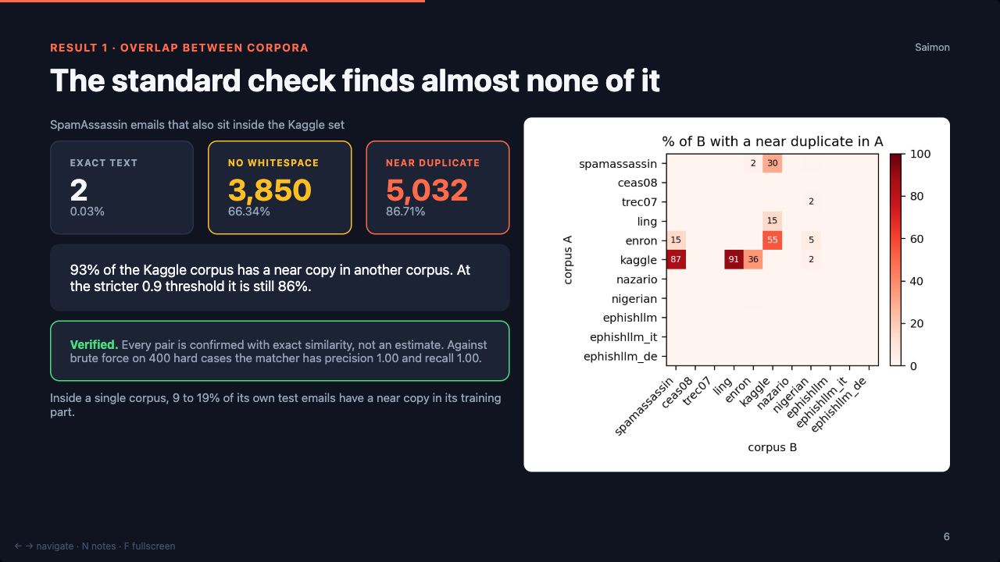 RESULT 1 · OVERLAP BETWEEN CORPORA
Saimon
The standard check finds almost none of it
SpamAssassin emails that also sit inside the Kaggle set
EXACT TEXT
2
0.03%
NO WHITESPACE
3,850
66.34%
NEAR DUPLICATE
5,032
86.71%
93% of the Kaggle corpus has a near copy in another corpus. At
the stricter 0.9 threshold it is still 86%.
Verified. Every pair is confirmed with exact similarity, not an estimate. Against
brute force on 400 hard cases the matcher has precision 1.00 and recall 1.00.
Inside a single corpus, 9 to 19% of its own test emails have a near copy in its training
part.
% of B with a near duplicate in A
corpus A
spamassassin 2 30
ceas08
trec07 2
ling 15
enron 15 55 5
kaggle 87 91 36 2
nazario
nigerian
ephishllm
ephishllm_it
ephishllm_de
spamassassin
ceas08
trec07
ling
enron
kaggle
nazario
nigerian
ephishllm
ephishllm_it
ephishllm_de
corpus B
100
80
60
40
20
0
← → navigate · N notes · F fullscreen
6